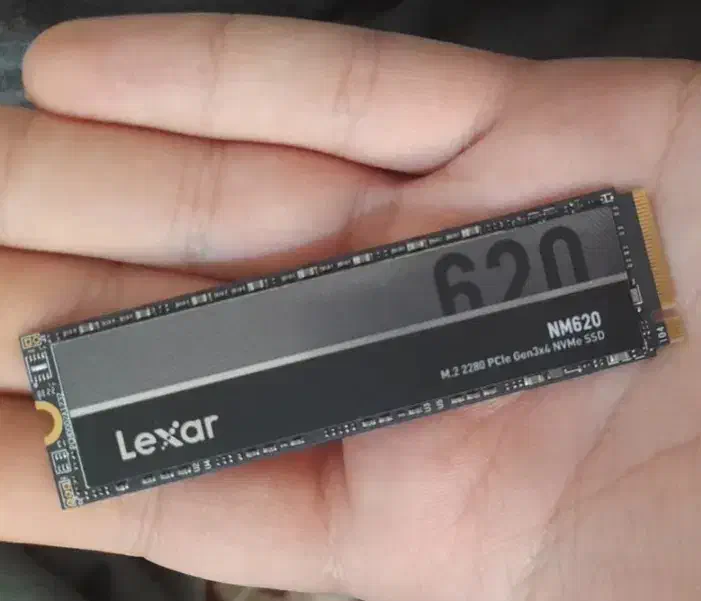 620
NM620
M.2 2280 PCIe Gen3x4 NVMe SSD
Lexar